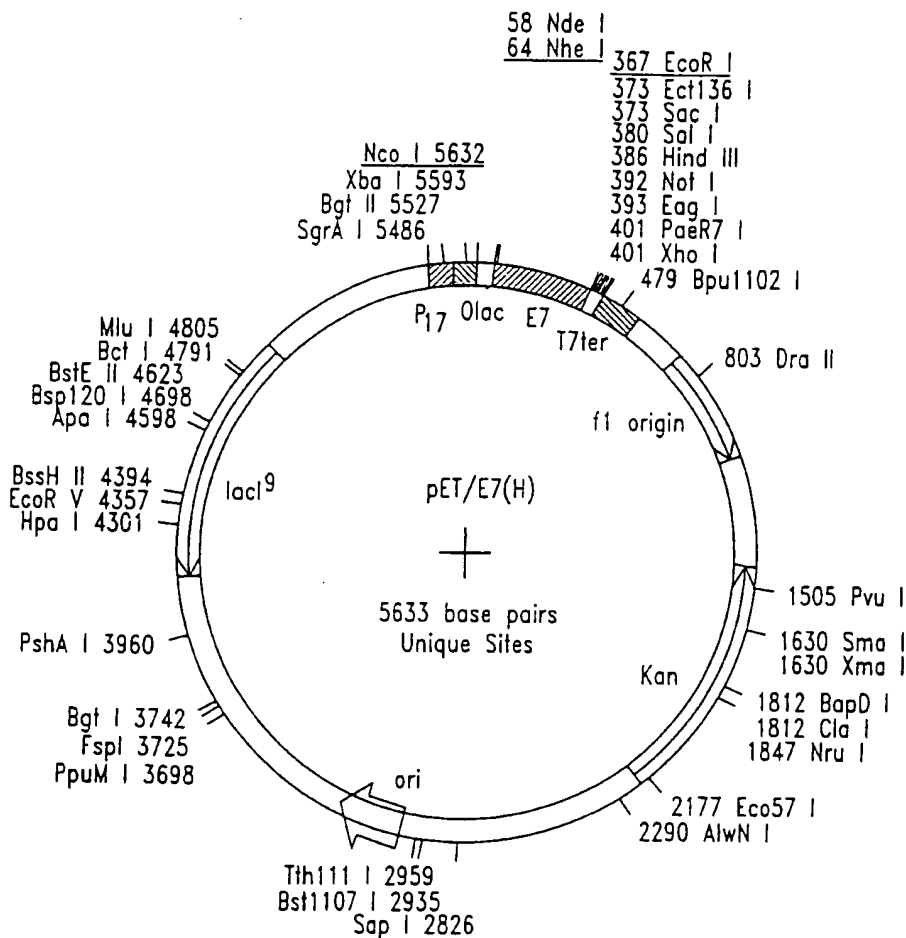 58 Nde I
64 Nhe I
367 EcoR I
373 Ect136 I
373 Sac I
380 Sal I
386 Hind III
392 Not I
393 Eag I
401 PaeR7 I
401 Xho I
479 Bpu1102 I
Nco I 5632
Xba I 5593
Bgt II 5527
SgrA I 5486
P17 Olac E7 T7ter
Mlu I 4805
Bct I 4791
BstE II 4623
Bsp120 I 4698
Apa I 4598
BssH II 4394
EcoR V 4357
Hpa I 4301
lacI9
803 Dra II
f1 origin
pET/E7(H)
5633 base pairs
Unique Sites
1505 Pvu I
1630 Sma I
1630 Xma I
Kan
1812 BapD I
1812 Cla I
1847 Nru I
PshA I 3960
Bgt I 3742
FspI 3725
PpuM I 3698
ori
2177 Eco57 I
2290 AlwN I
Tth111 I 2959
Bst1107 I 2935
Sap I 2826